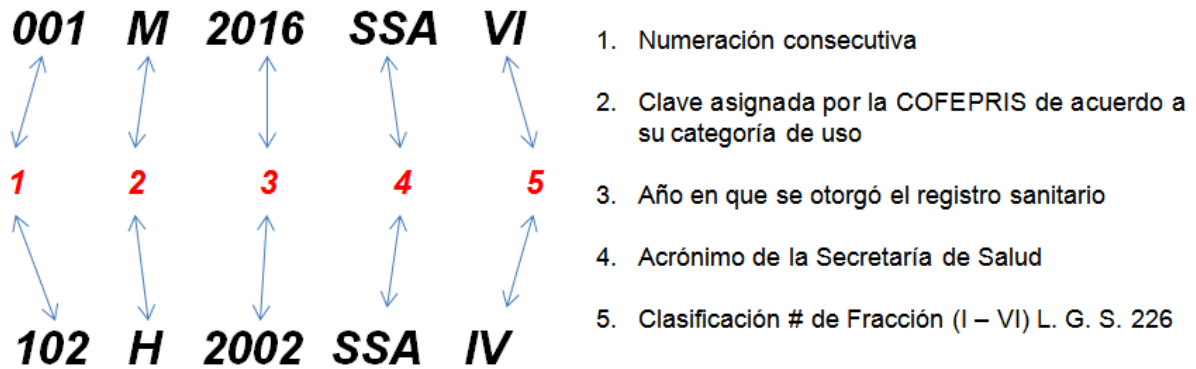 001 M 2016 SSA VI
1 2 3 4 5
102 H 2002 SSA IV
1. Numeración consecutiva
2. Clave asignada por la COFEPRIS de acuerdo a
su categoría de uso
3. Año en que se otorgó el registro sanitario
4. Acrónimo de la Secretaría de Salud
5. Clasificación # de Fracción (I – VI) L. G. S. 226